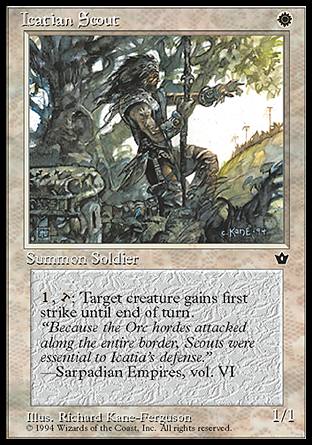 Icatian Scout
C. KANE • 94
Summon Soldier
1, : Target creature gains first
strike until end of turn.
"Because the Orc hordes attacked
along the entire border, Scouts were
essential to Icatia's defense."
—Sarpadian Empires, vol. VI
1/1
Illus. Richard Kane-Ferguson
© 1994 Wizards of the Coast, Inc. All rights reserved.